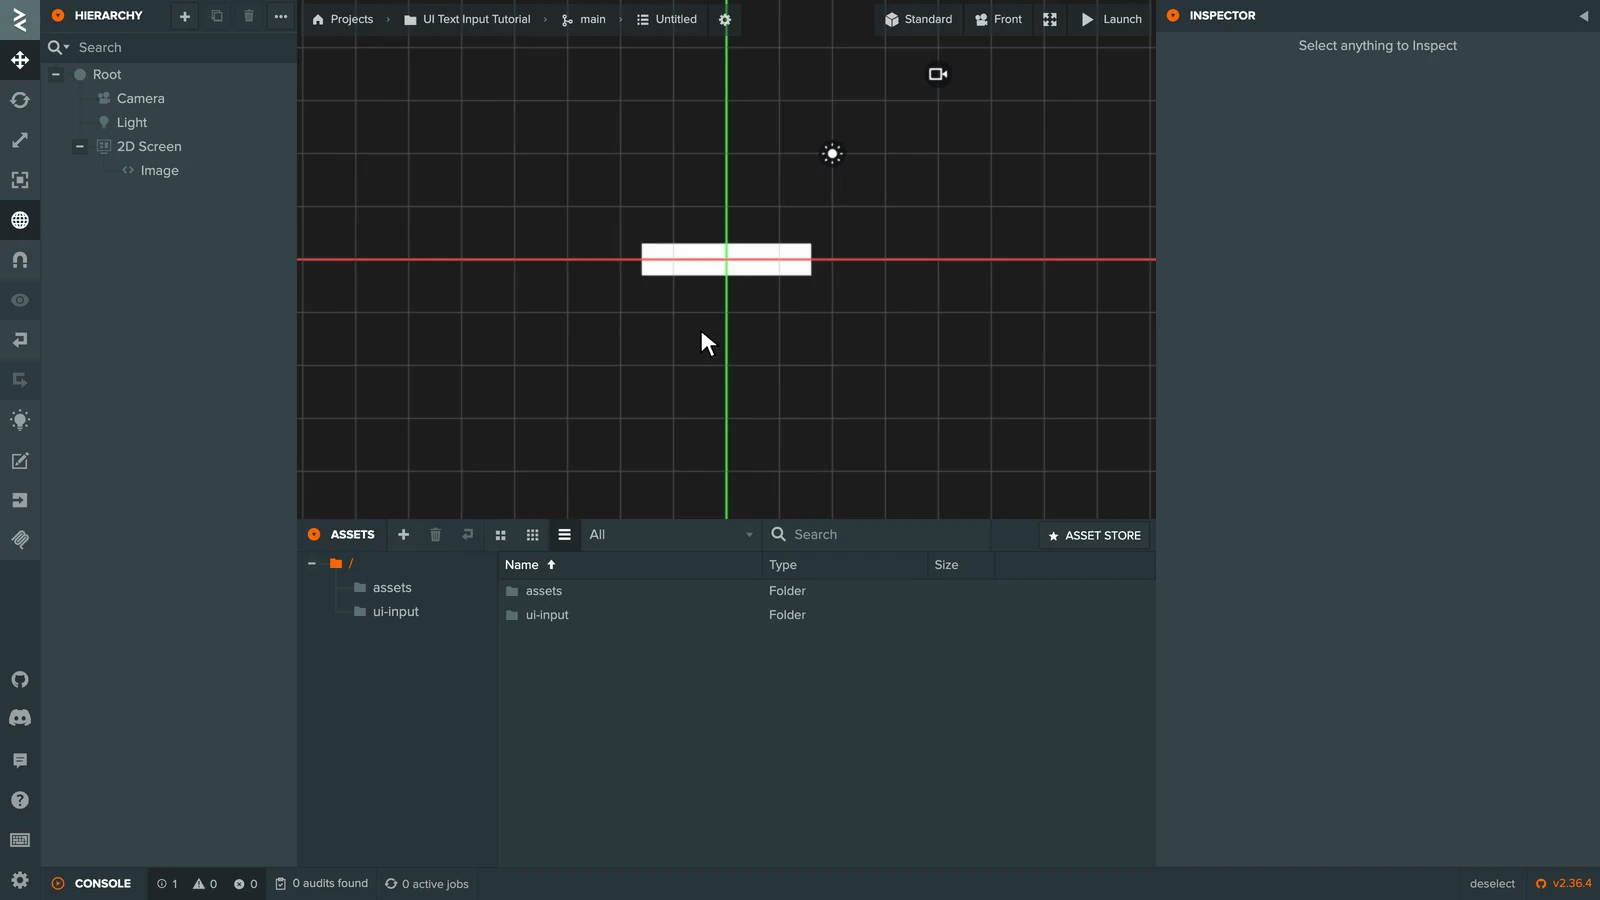 HIERARCHY
Projects
UI Text Input Tutorial
main
Untitled
Standard
Front
Launch
INSPECTOR
Search
Select anything to Inspect
Root
Camera
Light
2D Screen
Image
ASSETS
All
Search
ASSET STORE
/
assets
ui-input
Name
Type
Size
assets
Folder
ui-input
Folder
CONSOLE
1
0
0
0 audits found
0 active jobs
deselect
v2.36.4